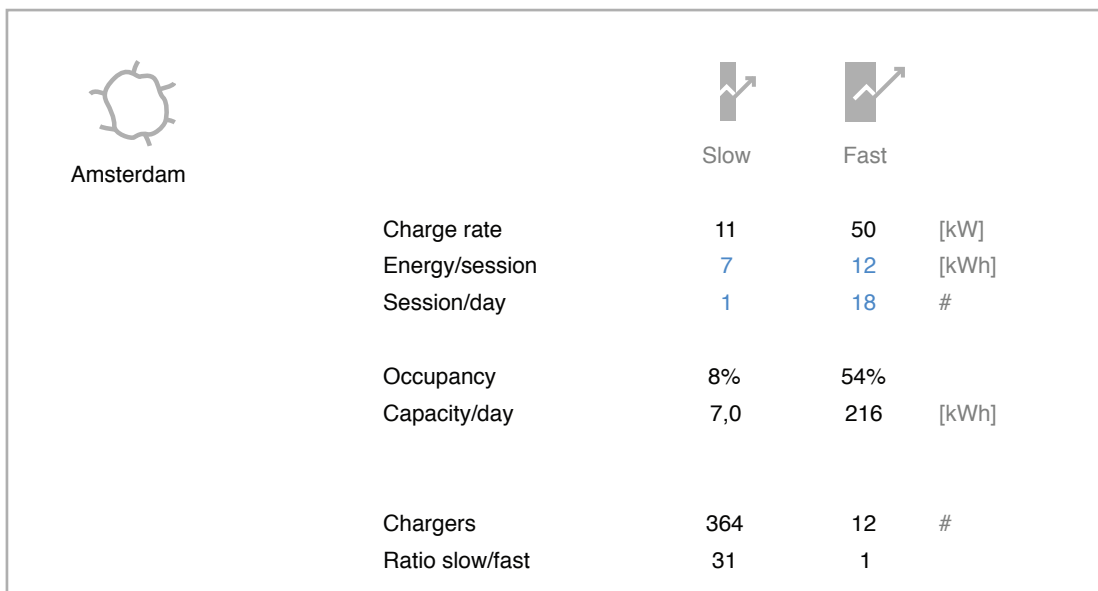 Slow Fast
Amsterdam
Charge rate 11 50 [kW]
Energy/session 7 12 [kWh]
Session/day 1 18 #
Occupancy 8% 54%
Capacity/day 7,0 216 [kWh]
Chargers 364 12 #
Ratio slow/fast 31 1